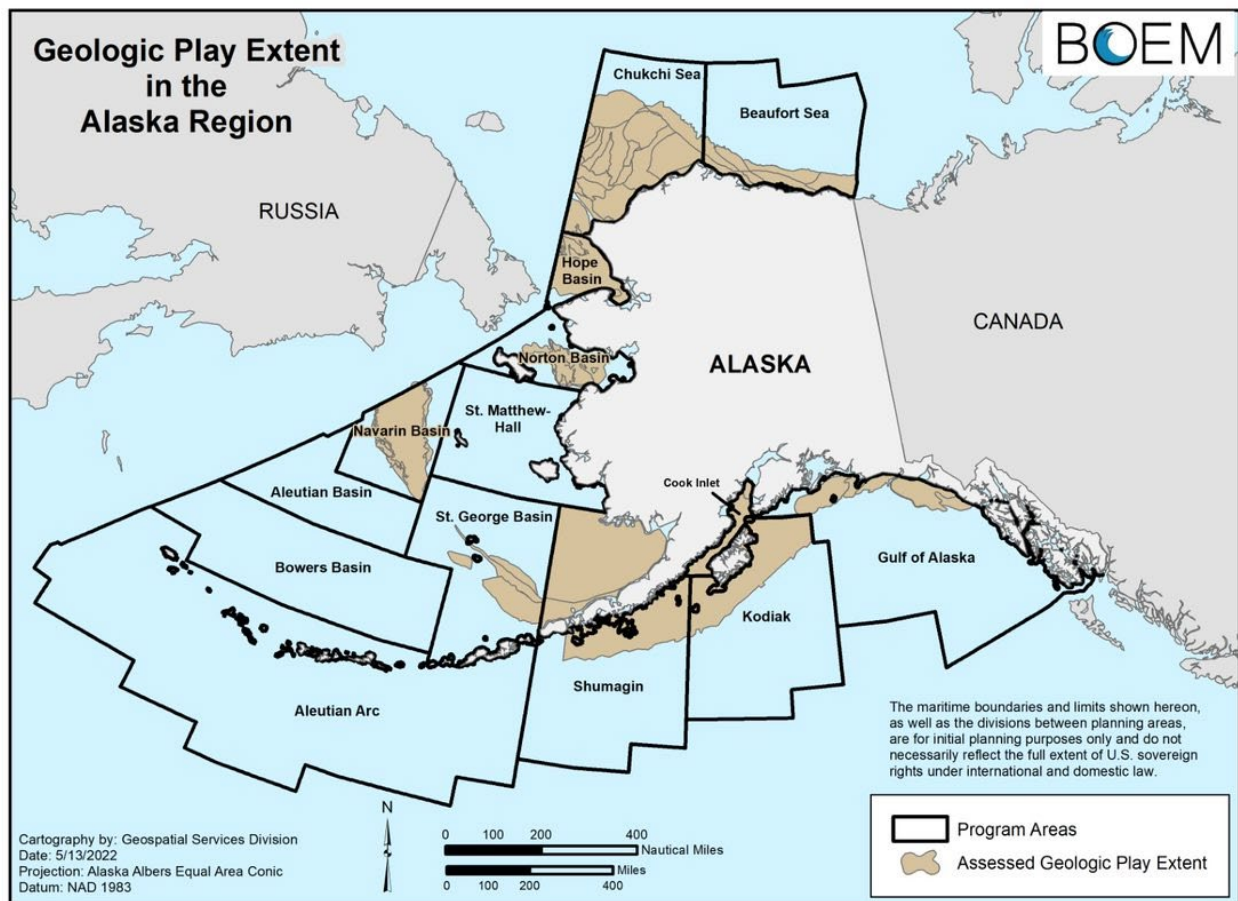 Geologic Play Extent
in the
Alaska Region
BOEM
Chukchi Sea
Beaufort Sea
RUSSIA
Hope
Basin
CANADA
Norton Basin
ALASKA
St. Matthew-
Hall
Navarin Basin
Cook Inlet
Aleutian Basin
St. George Basin
Gulf of Alaska
Bowers Basin
Kodiak
Shumagin
Aleutian Arc
The maritime boundaries and limits shown hereon,
as well as the divisions between planning areas,
are for initial planning purposes only and do not
necessarily reflect the full extent of U.S. sovereign
rights under international and domestic law.
N
Cartography by: Geospatial Services Division
Date: 5/13/2022
Projection: Alaska Albers Equal Area Conic
Datum: NAD 1983
0 100 200 400
Nautical Miles
Miles
0 100 200 400
Program Areas
Assessed Geologic Play Extent